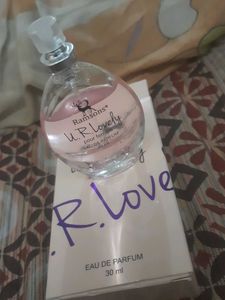 Ramsons®
U.R.Lovely
.R.Love
EAU DE PARFUM
30 ml